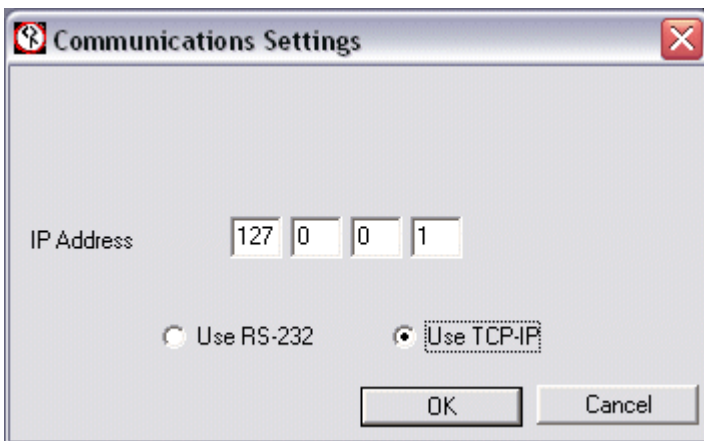 Communications Settings
IP Address 127 0 0 1
Use RS-232 Use TCP-IP
OK Cancel